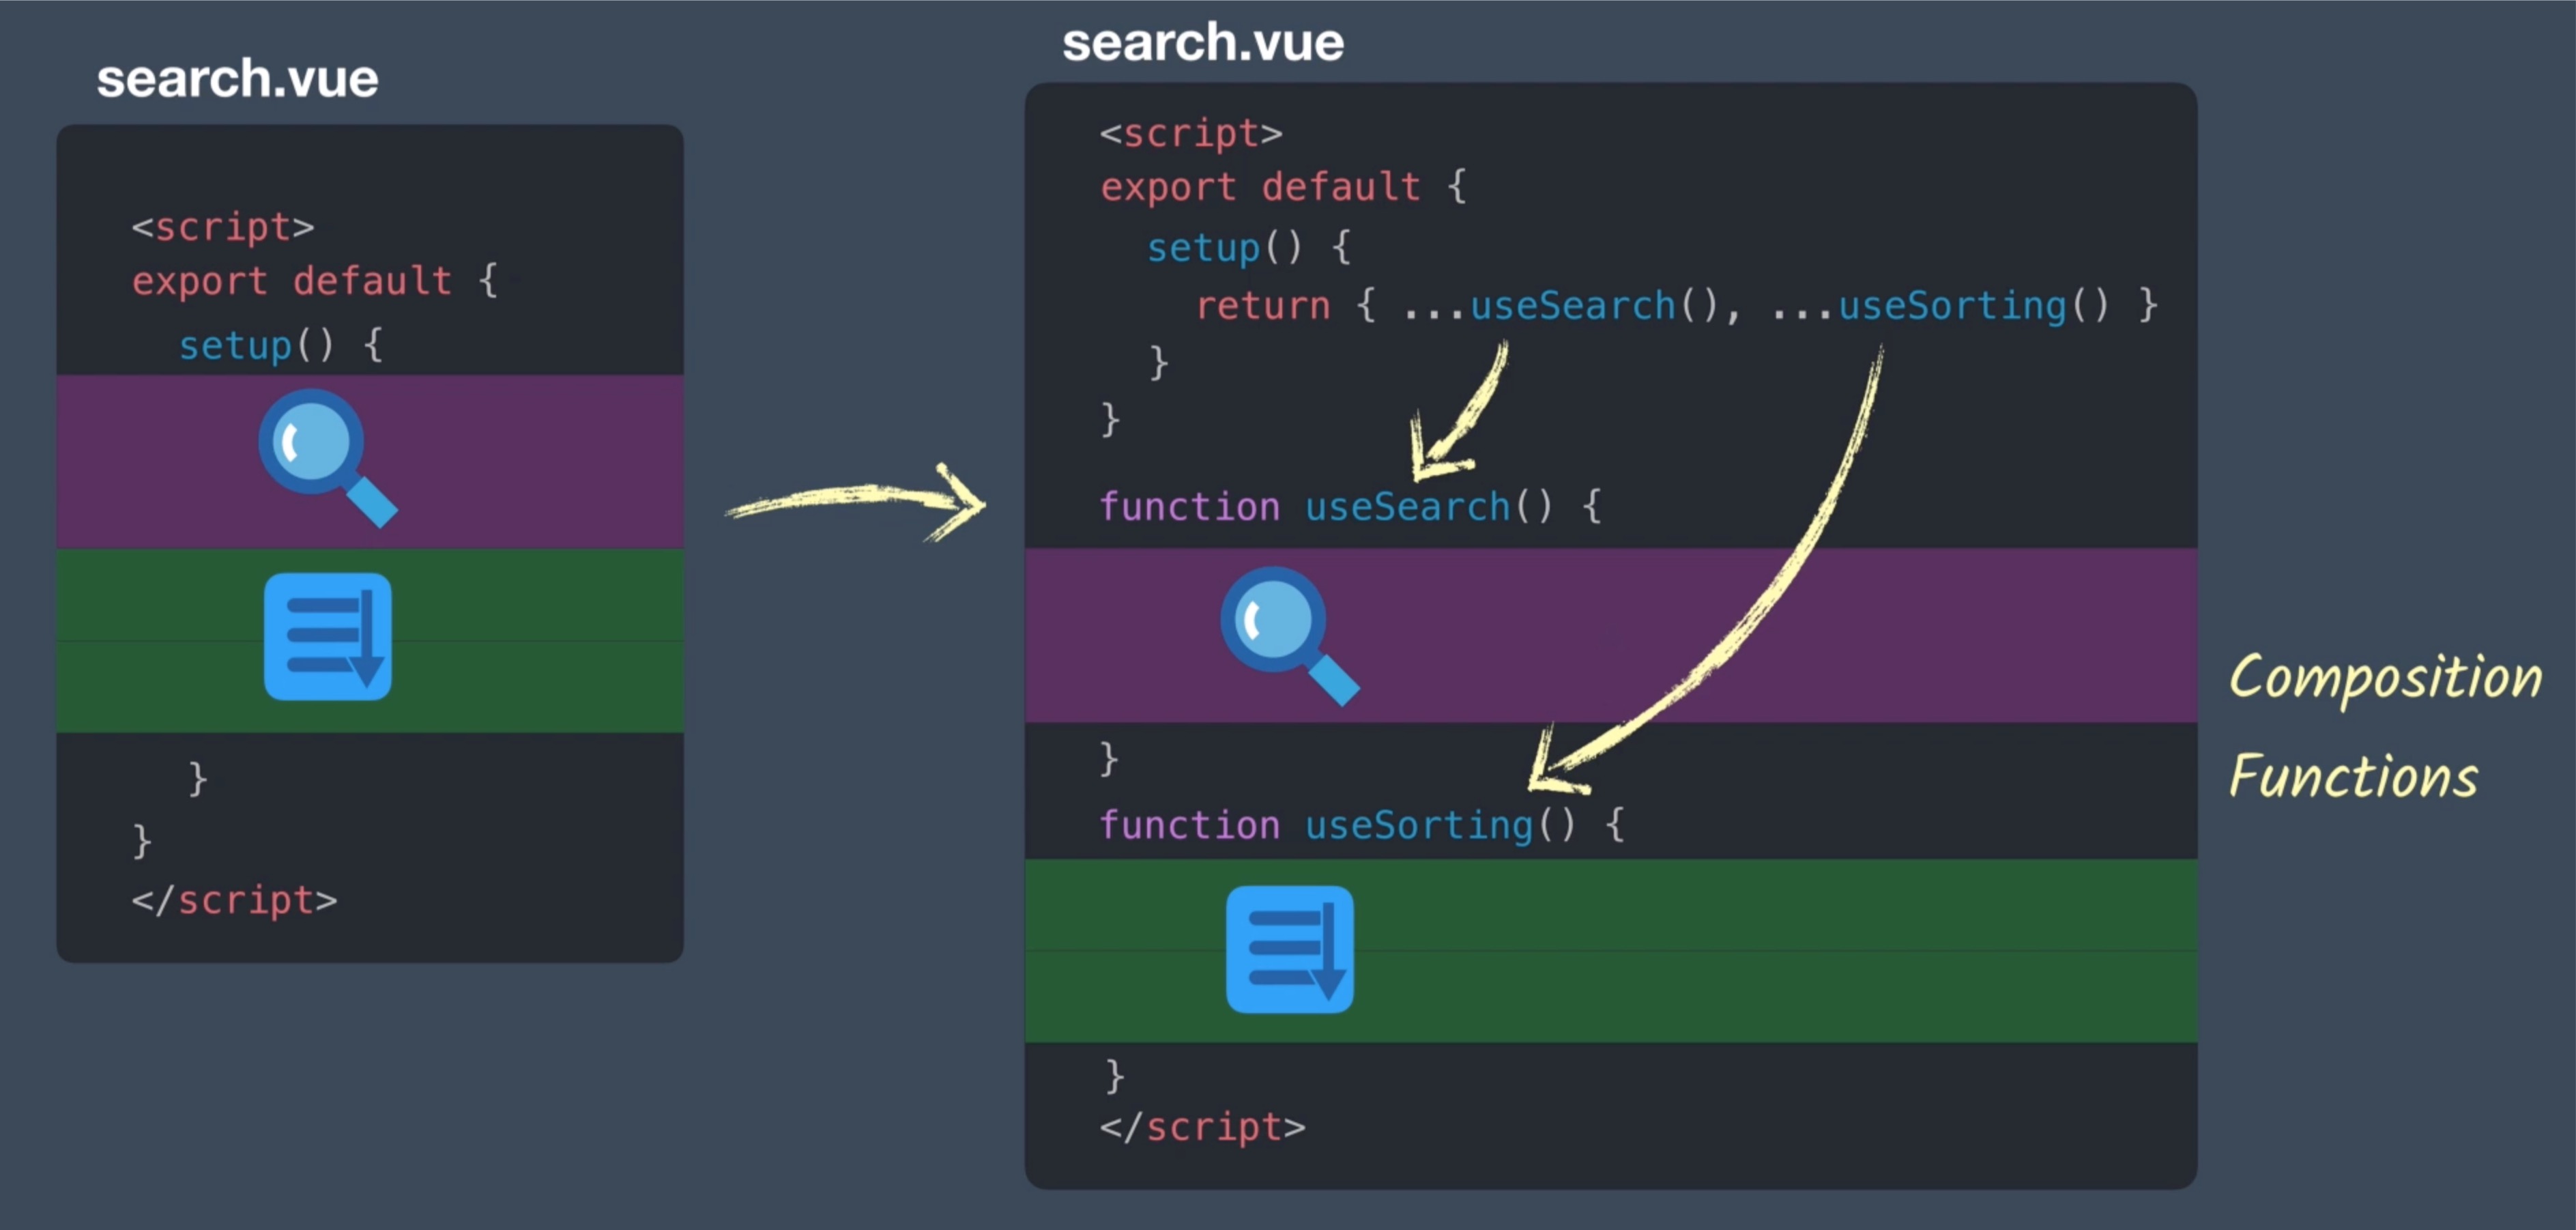 search.vue
<script>
export default {
setup() {
}
}
</script>
search.vue
<script>
export default {
setup() {
return { ...useSearch(), ...useSorting() }
}
}
function useSearch() {
}
function useSorting() {
}
</script>
Composition
Functions